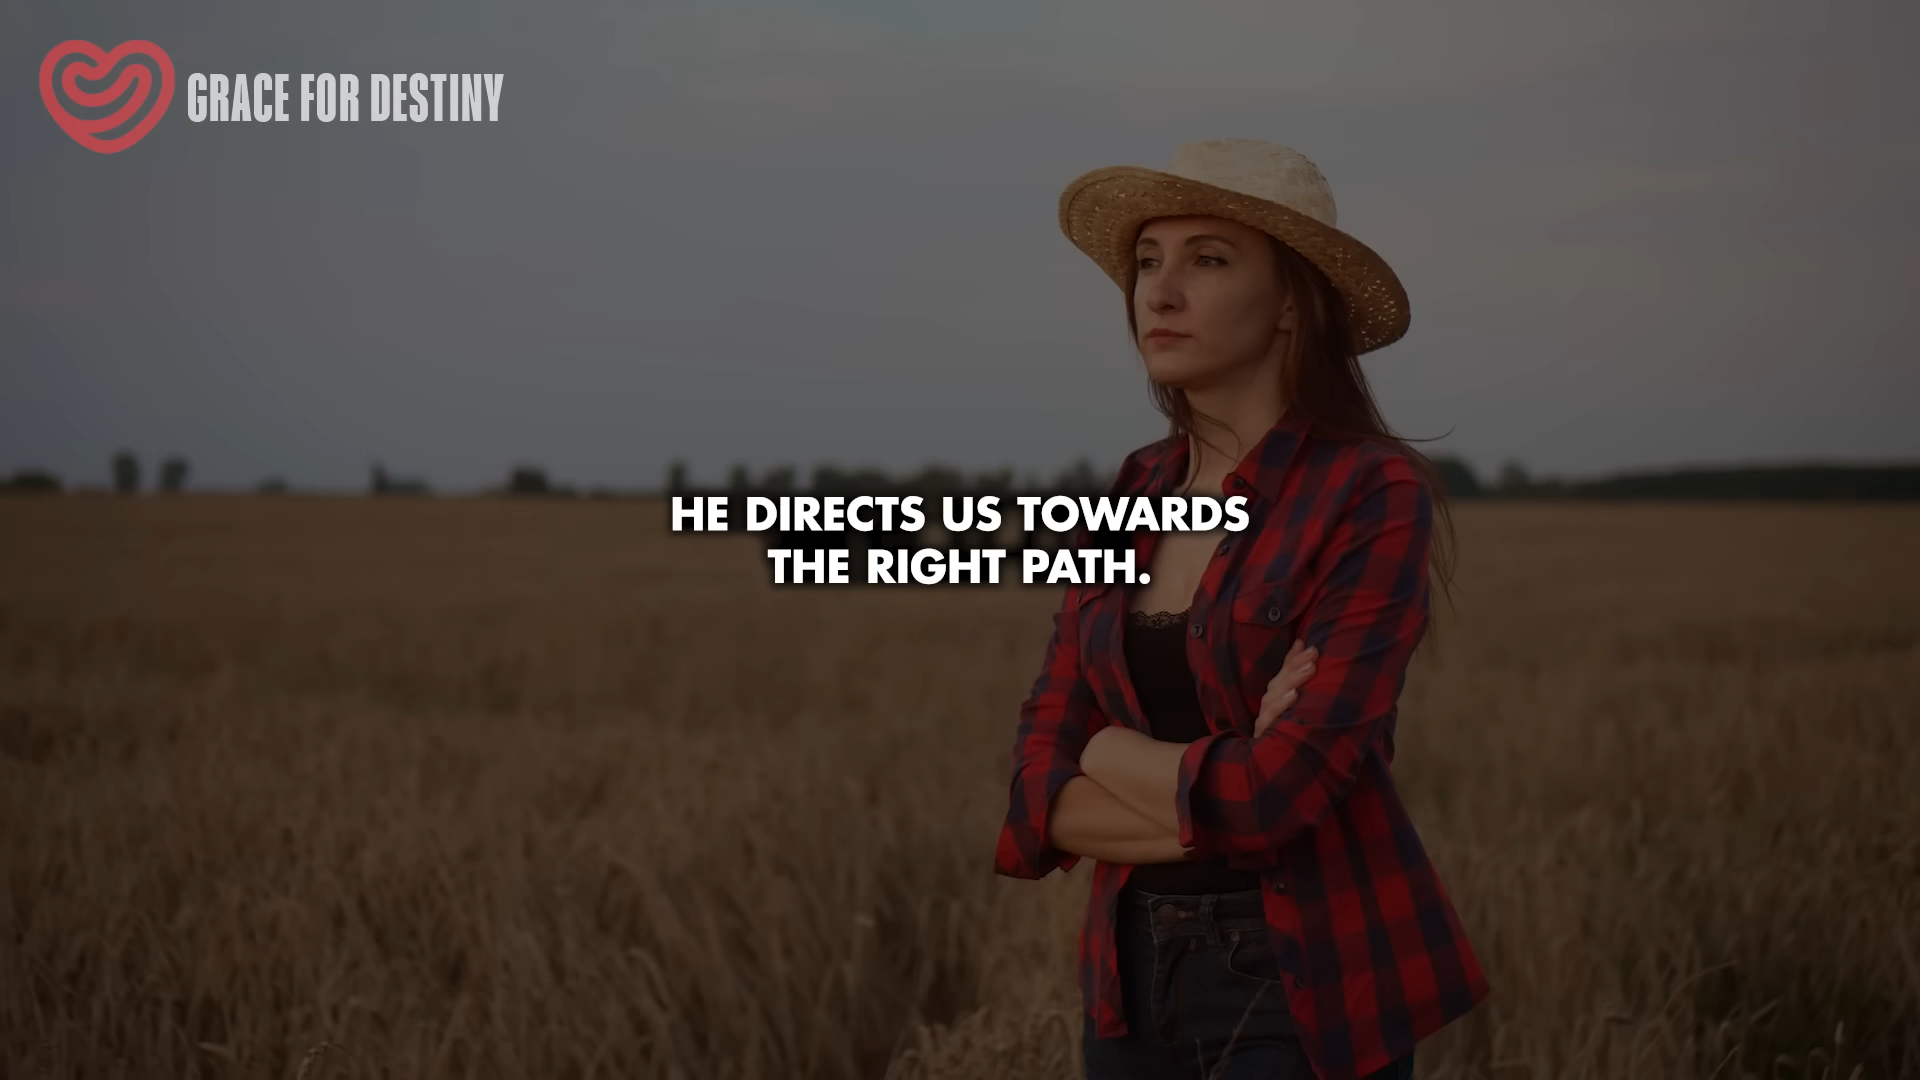 GRACE FOR DESTINY
HE DIRECTS US TOWARDS
THE RIGHT PATH.